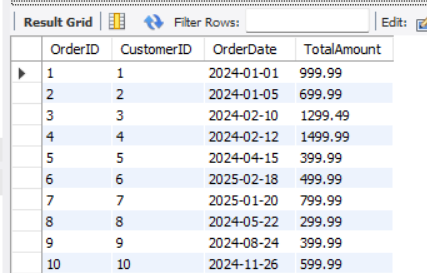 Result Grid Filter Rows: Edit:
OrderID CustomerID OrderDate TotalAmount
1 1 2024-01-01 999.99
2 2 2024-01-05 699.99
3 3 2024-02-10 1299.49
4 4 2024-02-12 1499.99
5 5 2024-04-15 399.99
6 6 2025-02-18 499.99
7 7 2025-01-20 799.99
8 8 2024-05-22 299.99
9 9 2024-08-24 399.99
10 10 2024-11-26 599.99